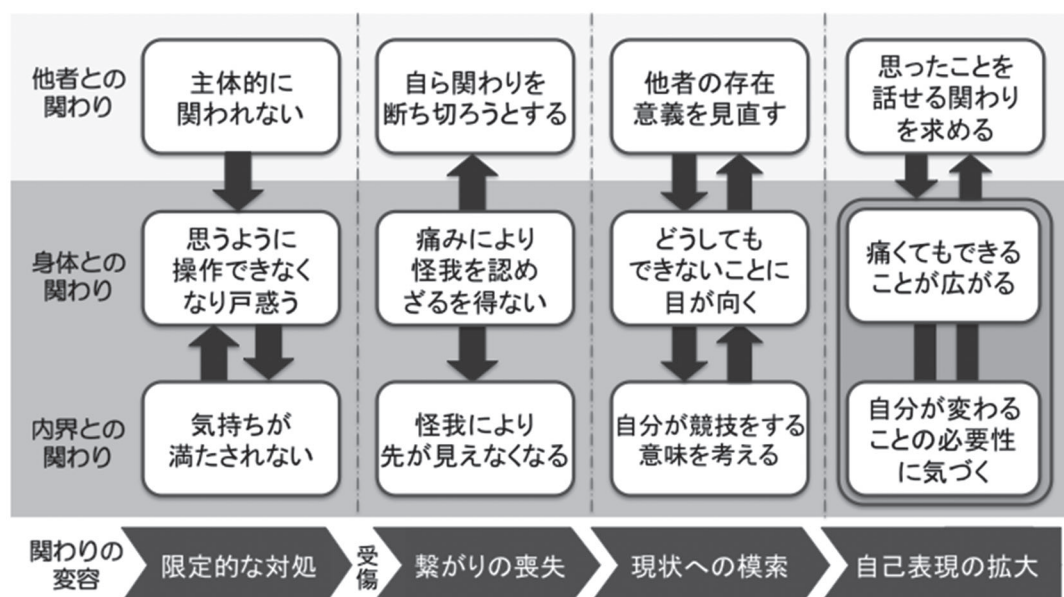 他者との
関わり
主体的に
関われない
自ら関わりを
断ち切ろうとする
他者の存在
意義を見直す
思ったことを
話せる関わり
を求める
身体との
関わり
思うように
操作できなく
なり戸惑う
痛みにより
怪我を認め
ざるを得ない
どうしても
できないことに
目が向く
痛くてもできる
ことが広がる
内界との
関わり
気持ちが
満たされない
怪我により
先が見えなくなる
自分が競技をする
意味を考える
自分が変わる
ことの必要性
に気づく
関わりの
変容
限定的な対処
受
傷
繋がりの喪失
現状への模索
自己表現の拡大